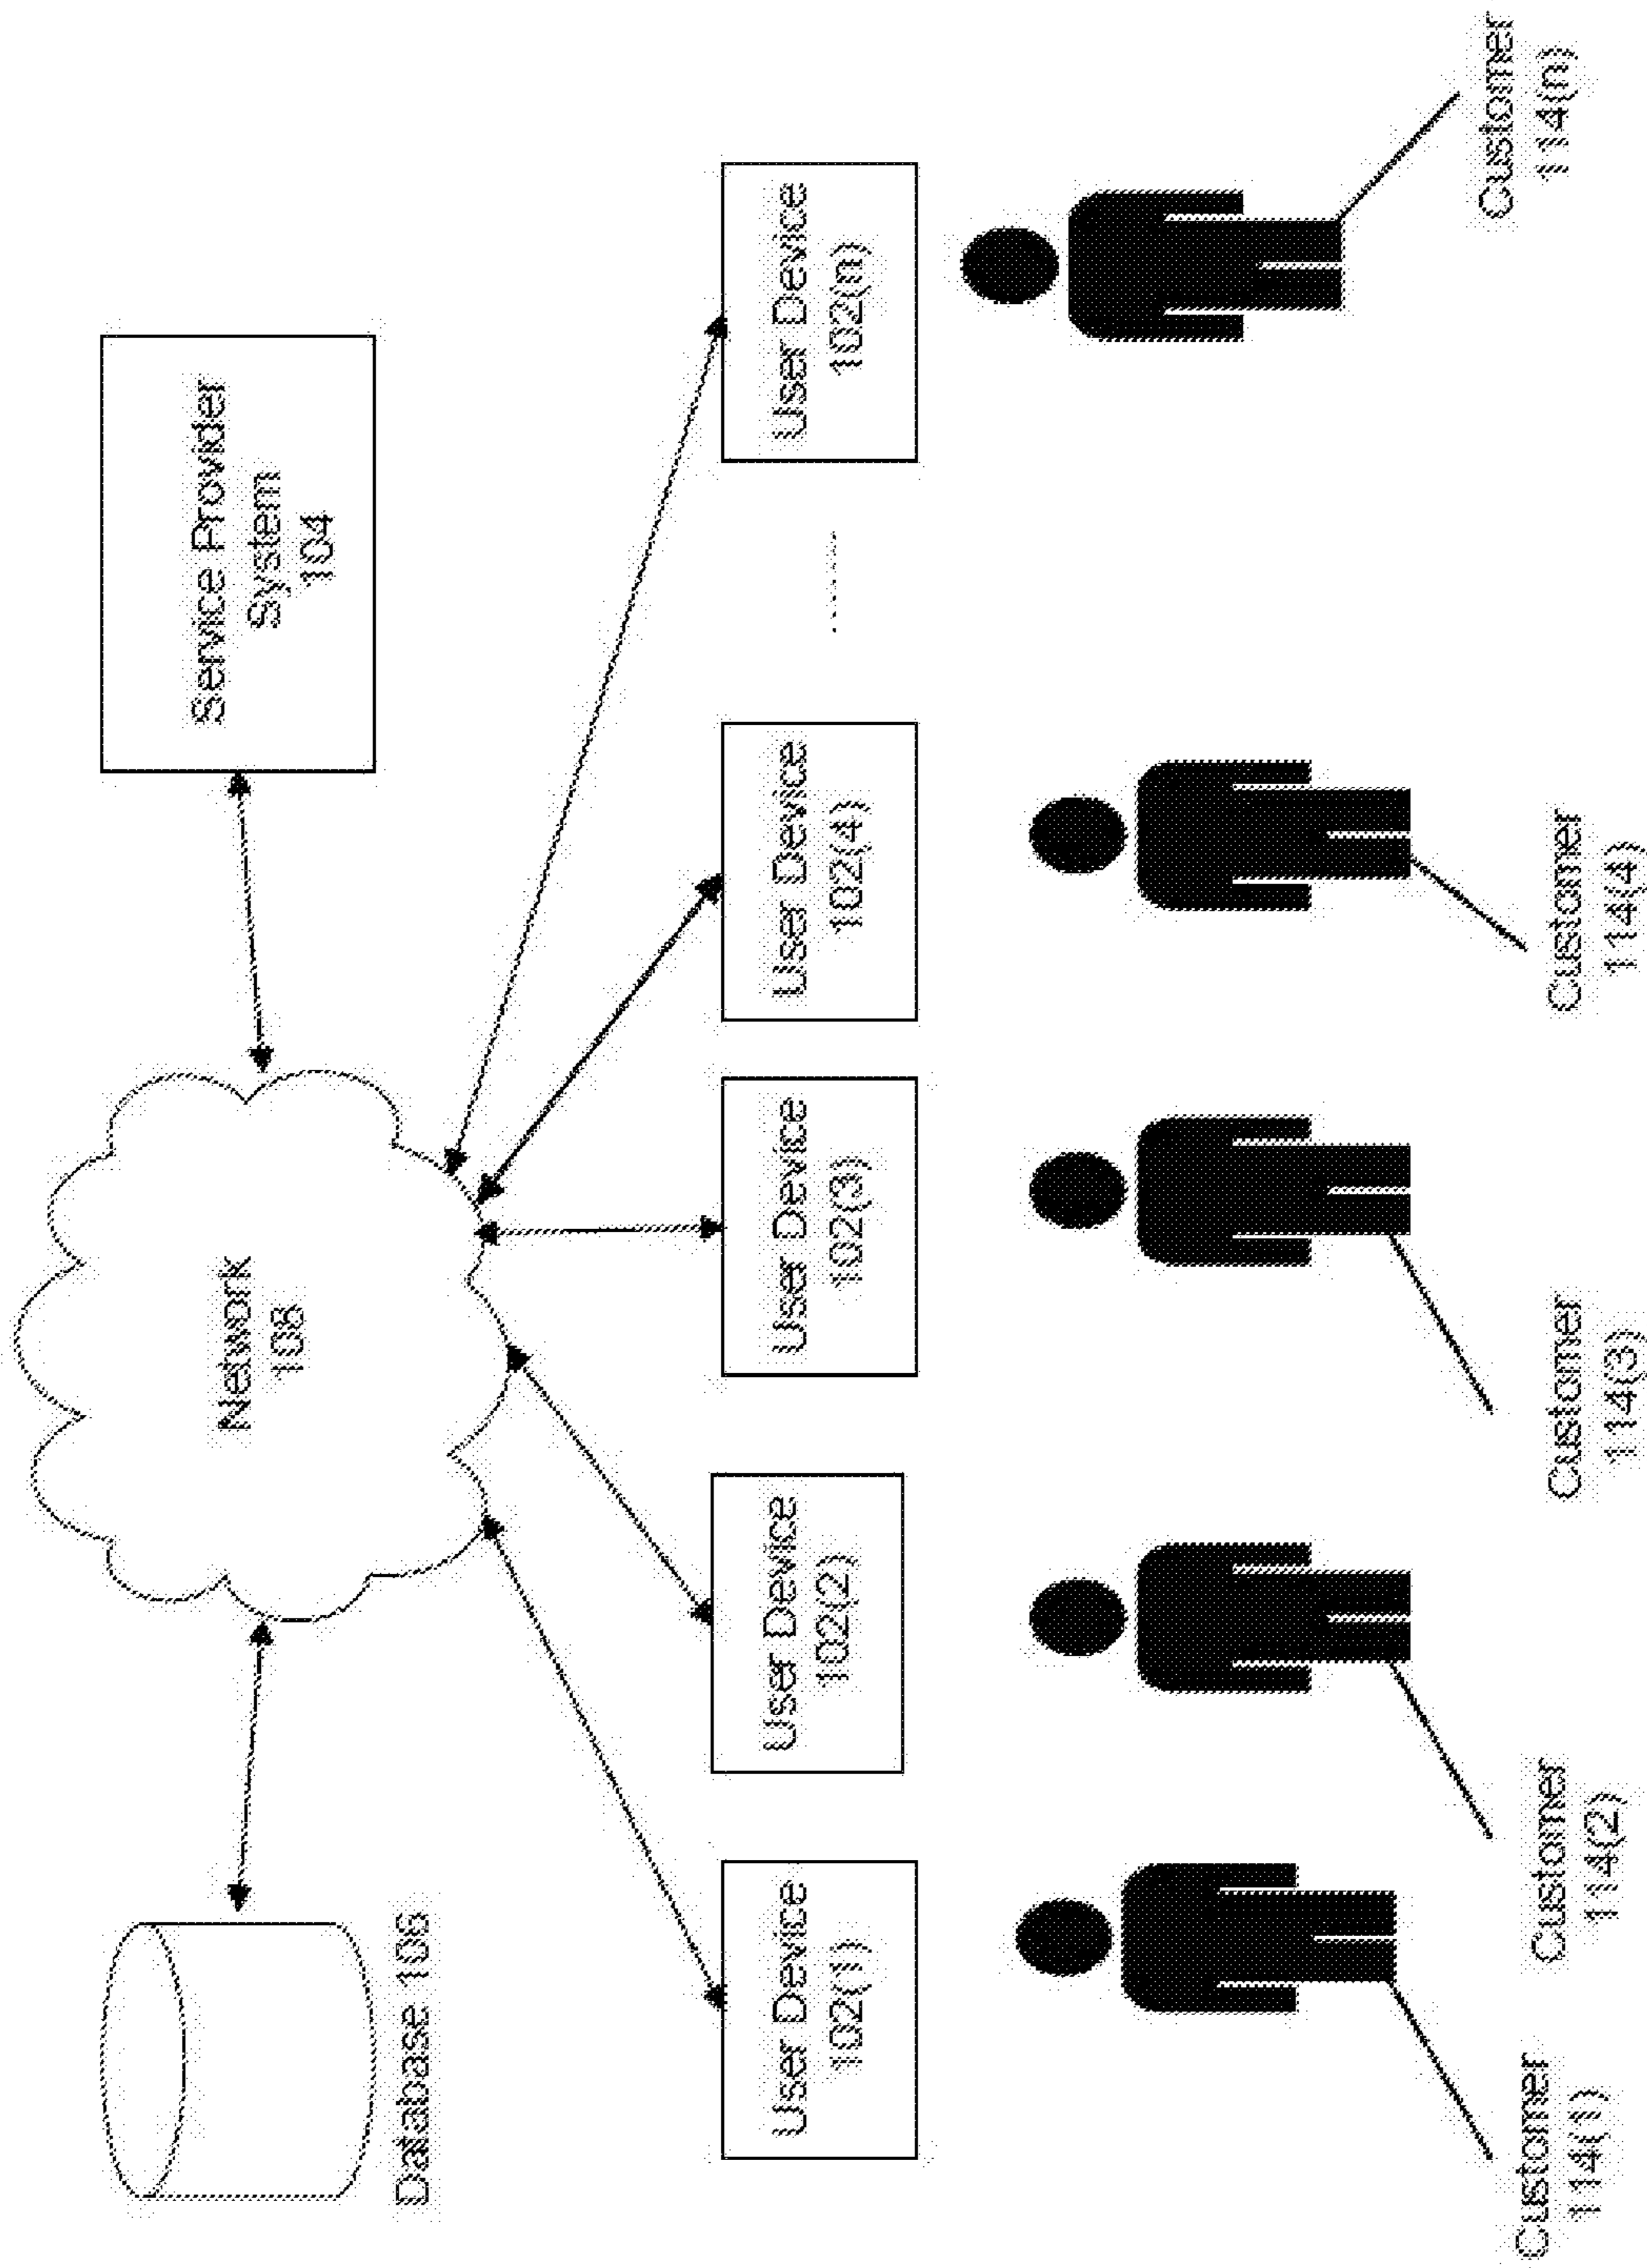 Database 106
Network
108
Service Provider
System
104
User Device
102(1)
User Device
102(2)
User Device
102(3)
User Device
102(4)
.....
User Device
102(n)
Customer
114(1)
Customer
114(2)
Customer
114(3)
Customer
114(4)
Customer
114(n)